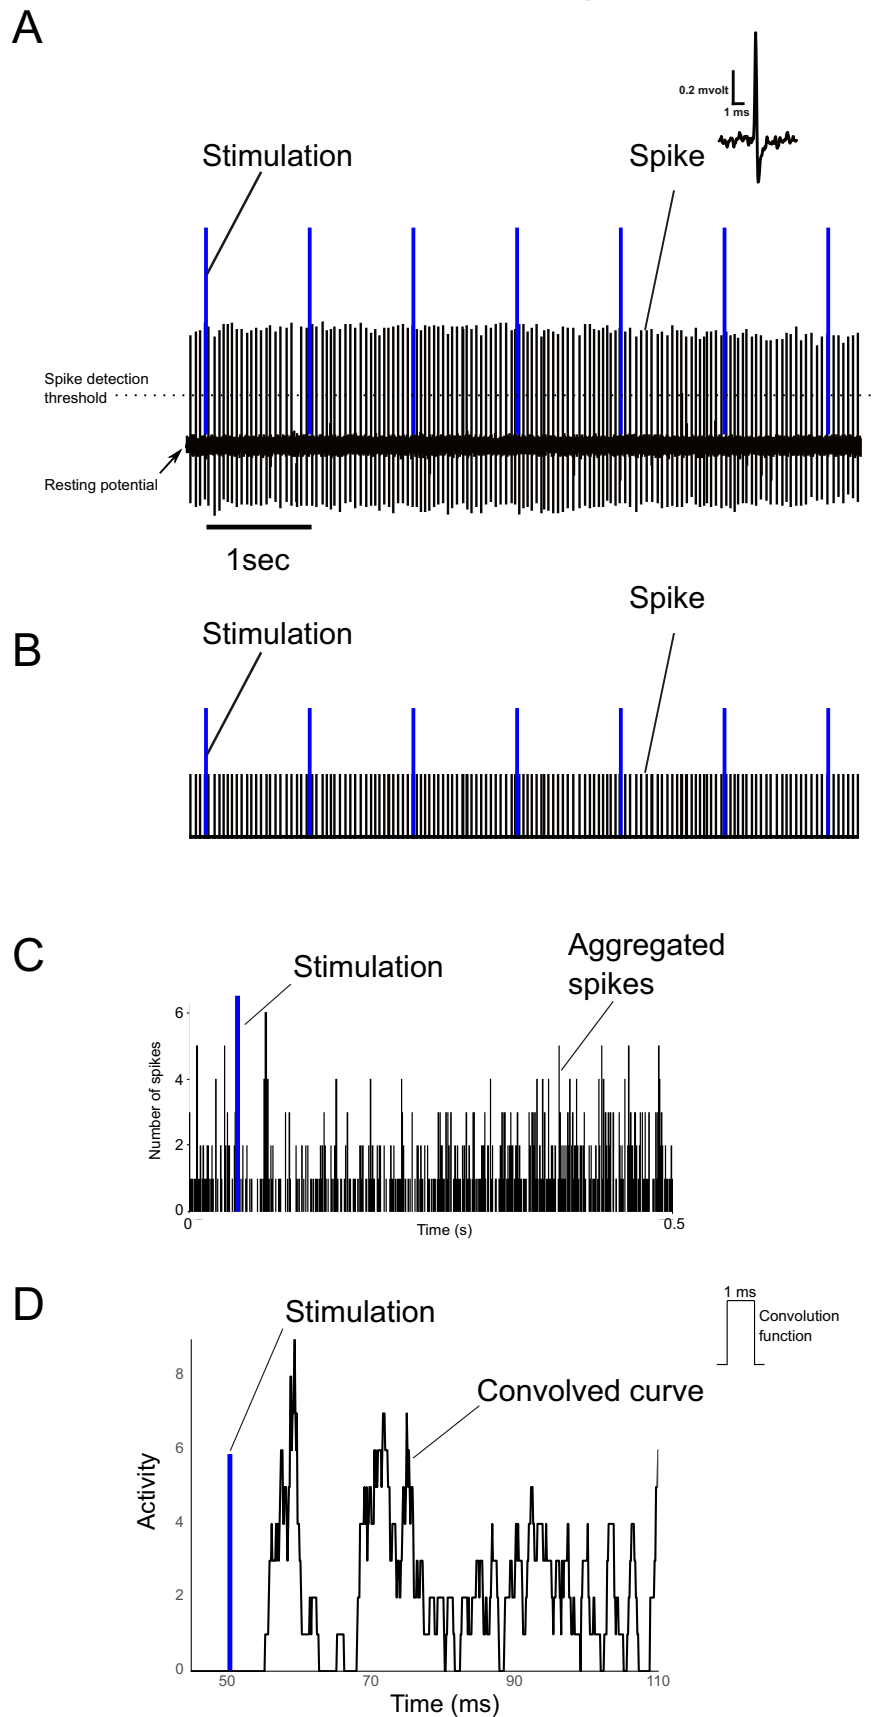 A
0.2 mvolt
1 ms
Stimulation
Spike
Spike detection
threshold
Resting potential
1sec
Spike
Stimulation
B
C
Aggregated
spikes
Stimulation
Number of spikes
6
4
2
0
0
0.5
Time (s)
D
1 ms
Convolution
function
Stimulation
Convolved curve
Activity
8
6
4
2
0
50
70
90
110
Time (ms)